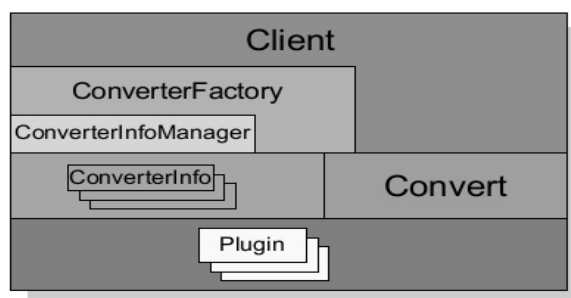 Client
ConverterFactory
ConverterInfoManager
ConverterInfo
Convert
Plugin